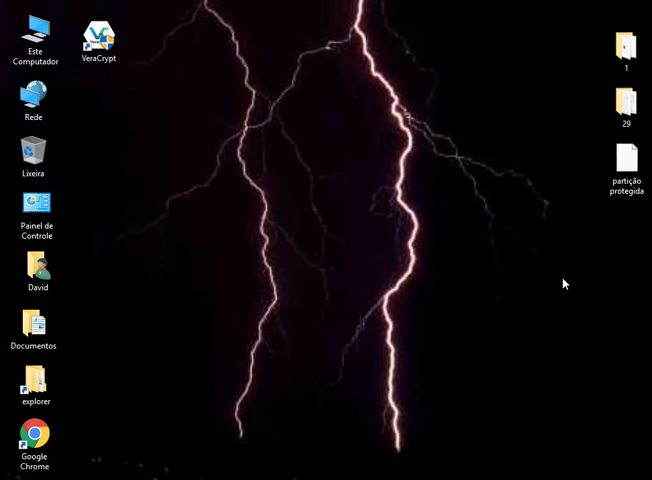 Este
Computador
VeraCrypt
Rede
Lixeira
Painel de
Controle
David
Documentos
explorer
Google
Chrome
1
29
partição
protegida